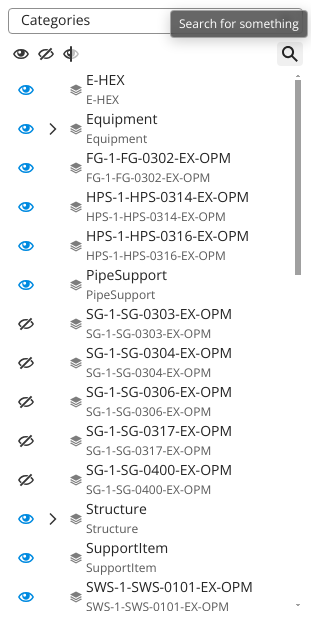 Categories
Search for something
E-HEX
E-HEX
Equipment
Equipment
FG-1-FG-0302-EX-OPM
FG-1-FG-0302-EX-OPM
HPS-1-HPS-0314-EX-OPM
HPS-1-HPS-0314-EX-OPM
HPS-1-HPS-0316-EX-OPM
HPS-1-HPS-0316-EX-OPM
PipeSupport
PipeSupport
SG-1-SG-0303-EX-OPM
SG-1-SG-0303-EX-OPM
SG-1-SG-0304-EX-OPM
SG-1-SG-0304-EX-OPM
SG-1-SG-0306-EX-OPM
SG-1-SG-0306-EX-OPM
SG-1-SG-0317-EX-OPM
SG-1-SG-0317-EX-OPM
SG-1-SG-0400-EX-OPM
SG-1-SG-0400-EX-OPM
Structure
Structure
SupportItem
SupportItem
SWS-1-SWS-0101-EX-OPM
SWS-1-SWS-0101-EX-OPM